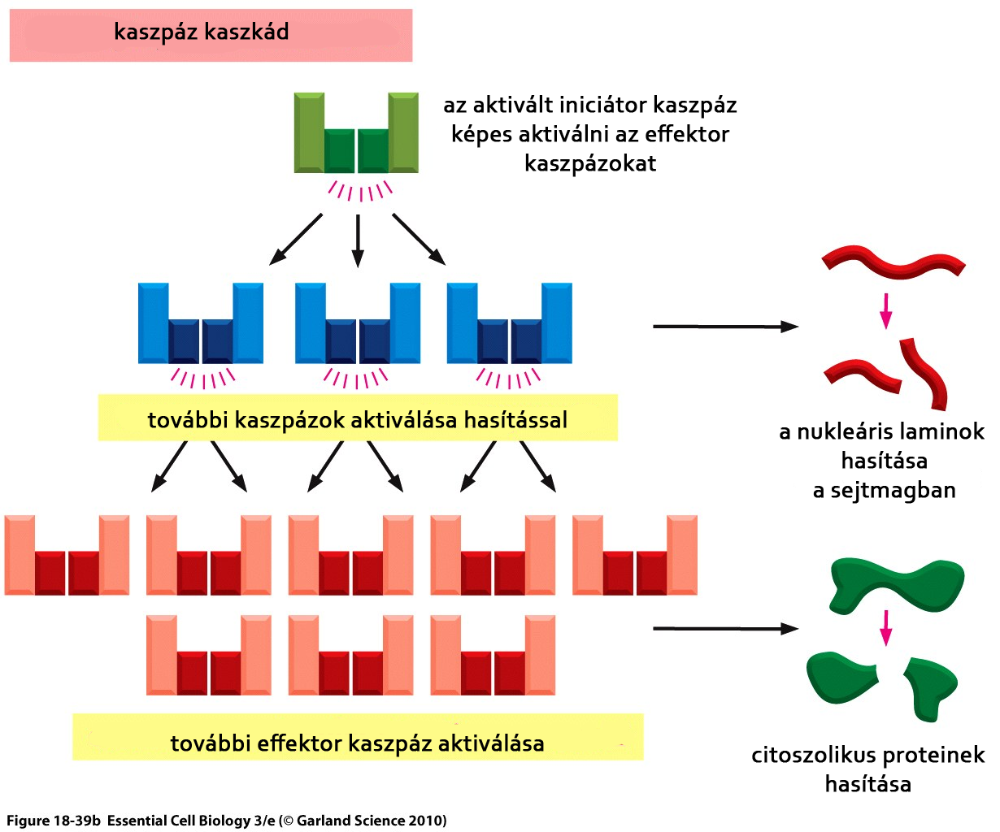 kaszpáz kaszkád
az aktivált iniciátor kaszpáz
képes aktiválni az effektor
kaszpázokat
további kaszpázok aktiválása hasítással
a nukleáris laminok
hasítása
a sejtmagban
további effektor kaszpáz aktiválása
citoszolikus proteinek
hasítása
Figure 18-39b Essential Cell Biology 3/e (© Garland Science 2010)